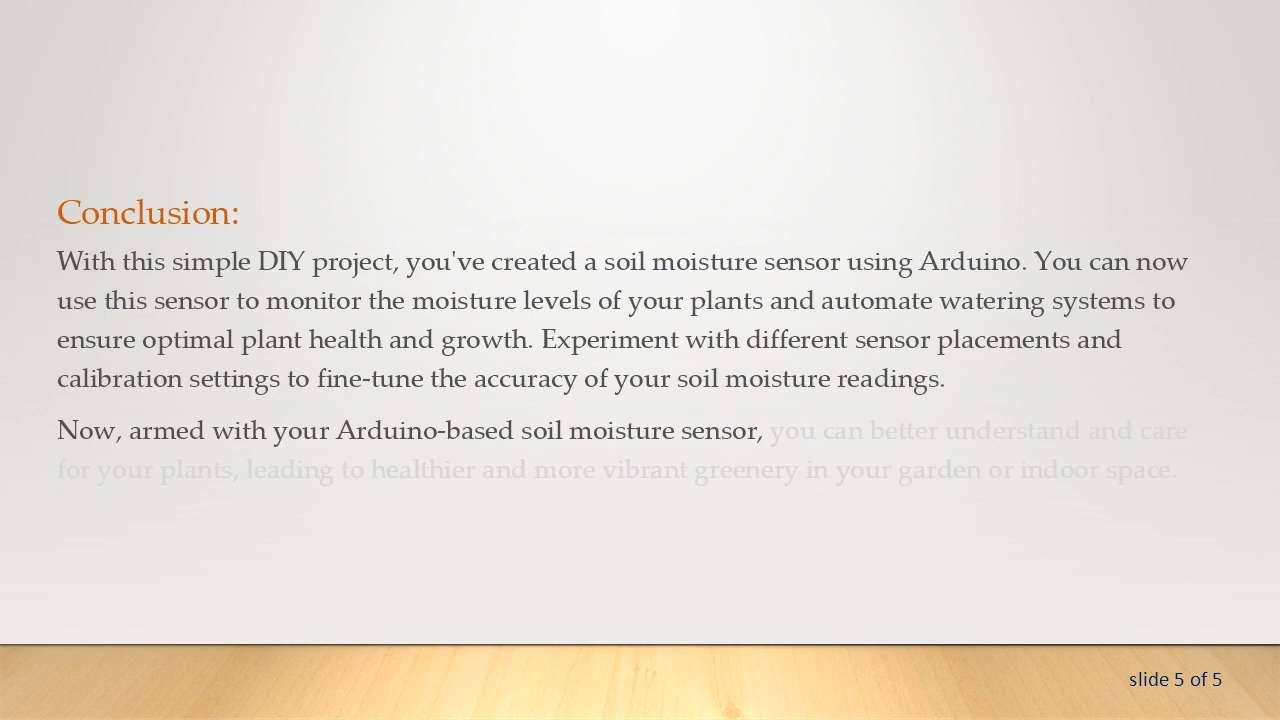 Conclusion:
With this simple DIY project, you've created a soil moisture sensor using Arduino. You can now
use this sensor to monitor the moisture levels of your plants and automate watering systems to
ensure optimal plant health and growth. Experiment with different sensor placements and
calibration settings to fine-tune the accuracy of your soil moisture readings.
Now, armed with your Arduino-based soil moisture sensor, you can better understand and care
for your plants, leading to healthier and more vibrant greenery in your garden or indoor space.
slide 5 of 5